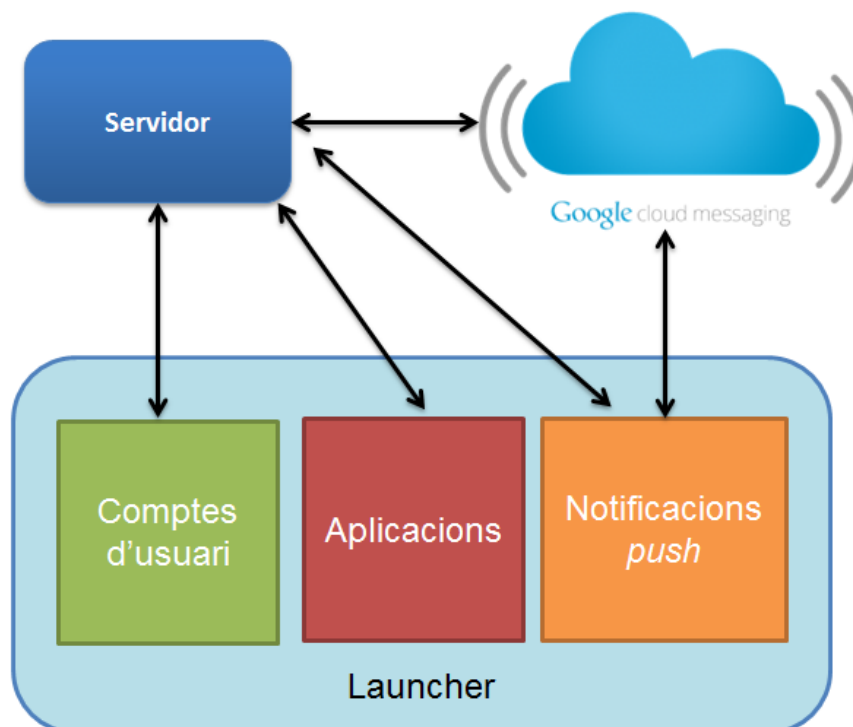 Servidor
Google cloud messaging
Comptes
d'usuari
Aplicacions
Notificacions
push
Launcher